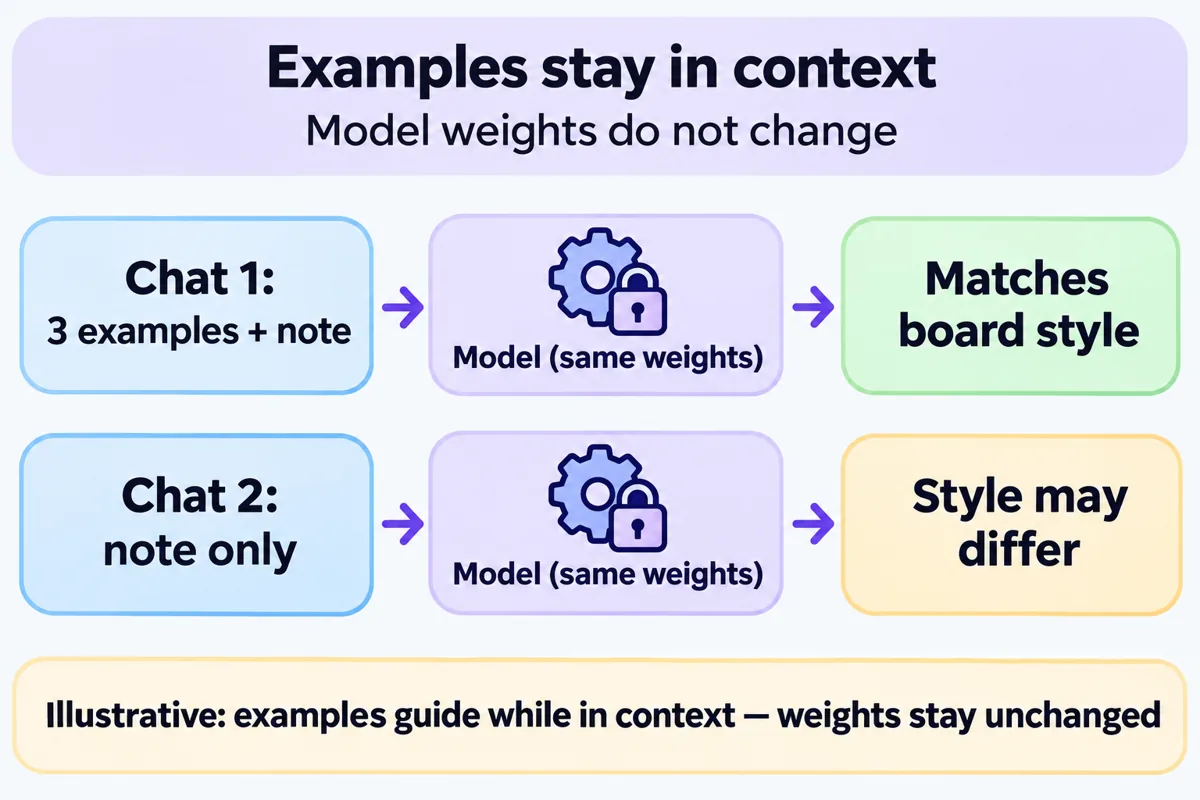 Examples stay in context
Model weights do not change
Chat 1:
3 examples + note
Model (same weights)
Matches
board style
Chat 2:
note only
Model (same weights)
Style may
differ
Illustrative: examples guide while in context — weights stay unchanged